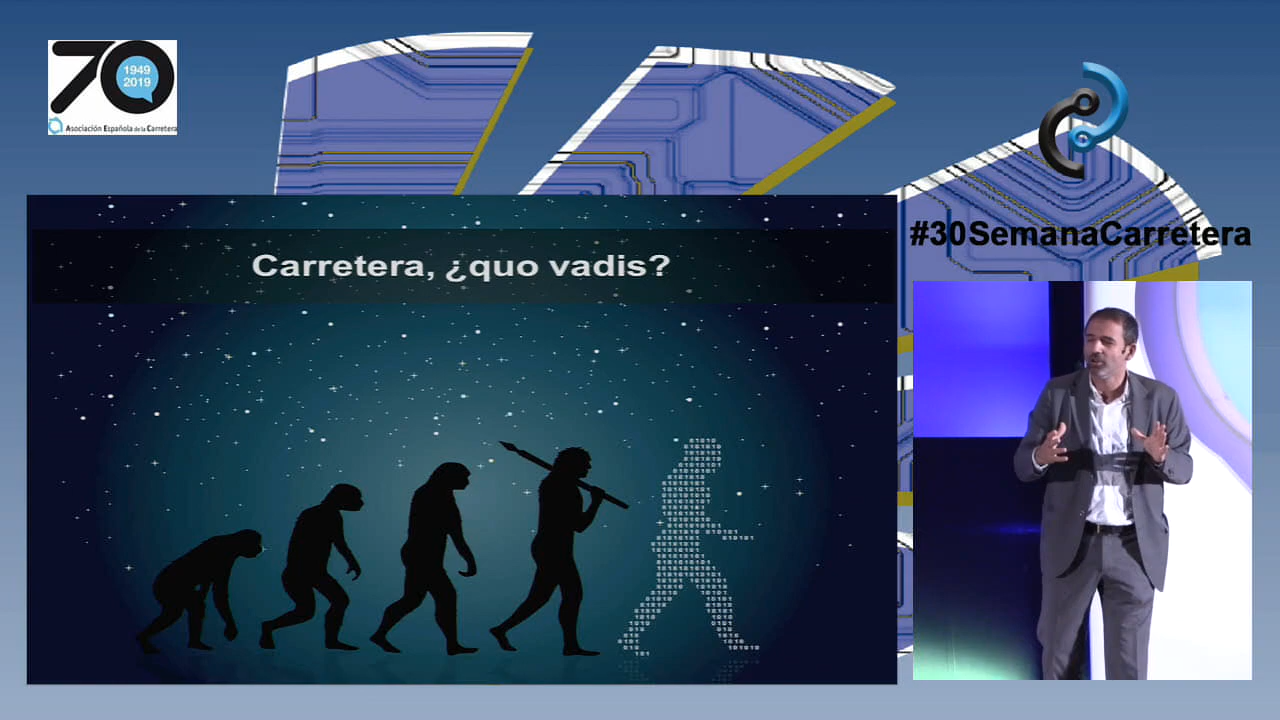 70
1949
2019
Asociación Española de la Carretera
#30SemanaCarretera
Carretera, ¿quo vadis?